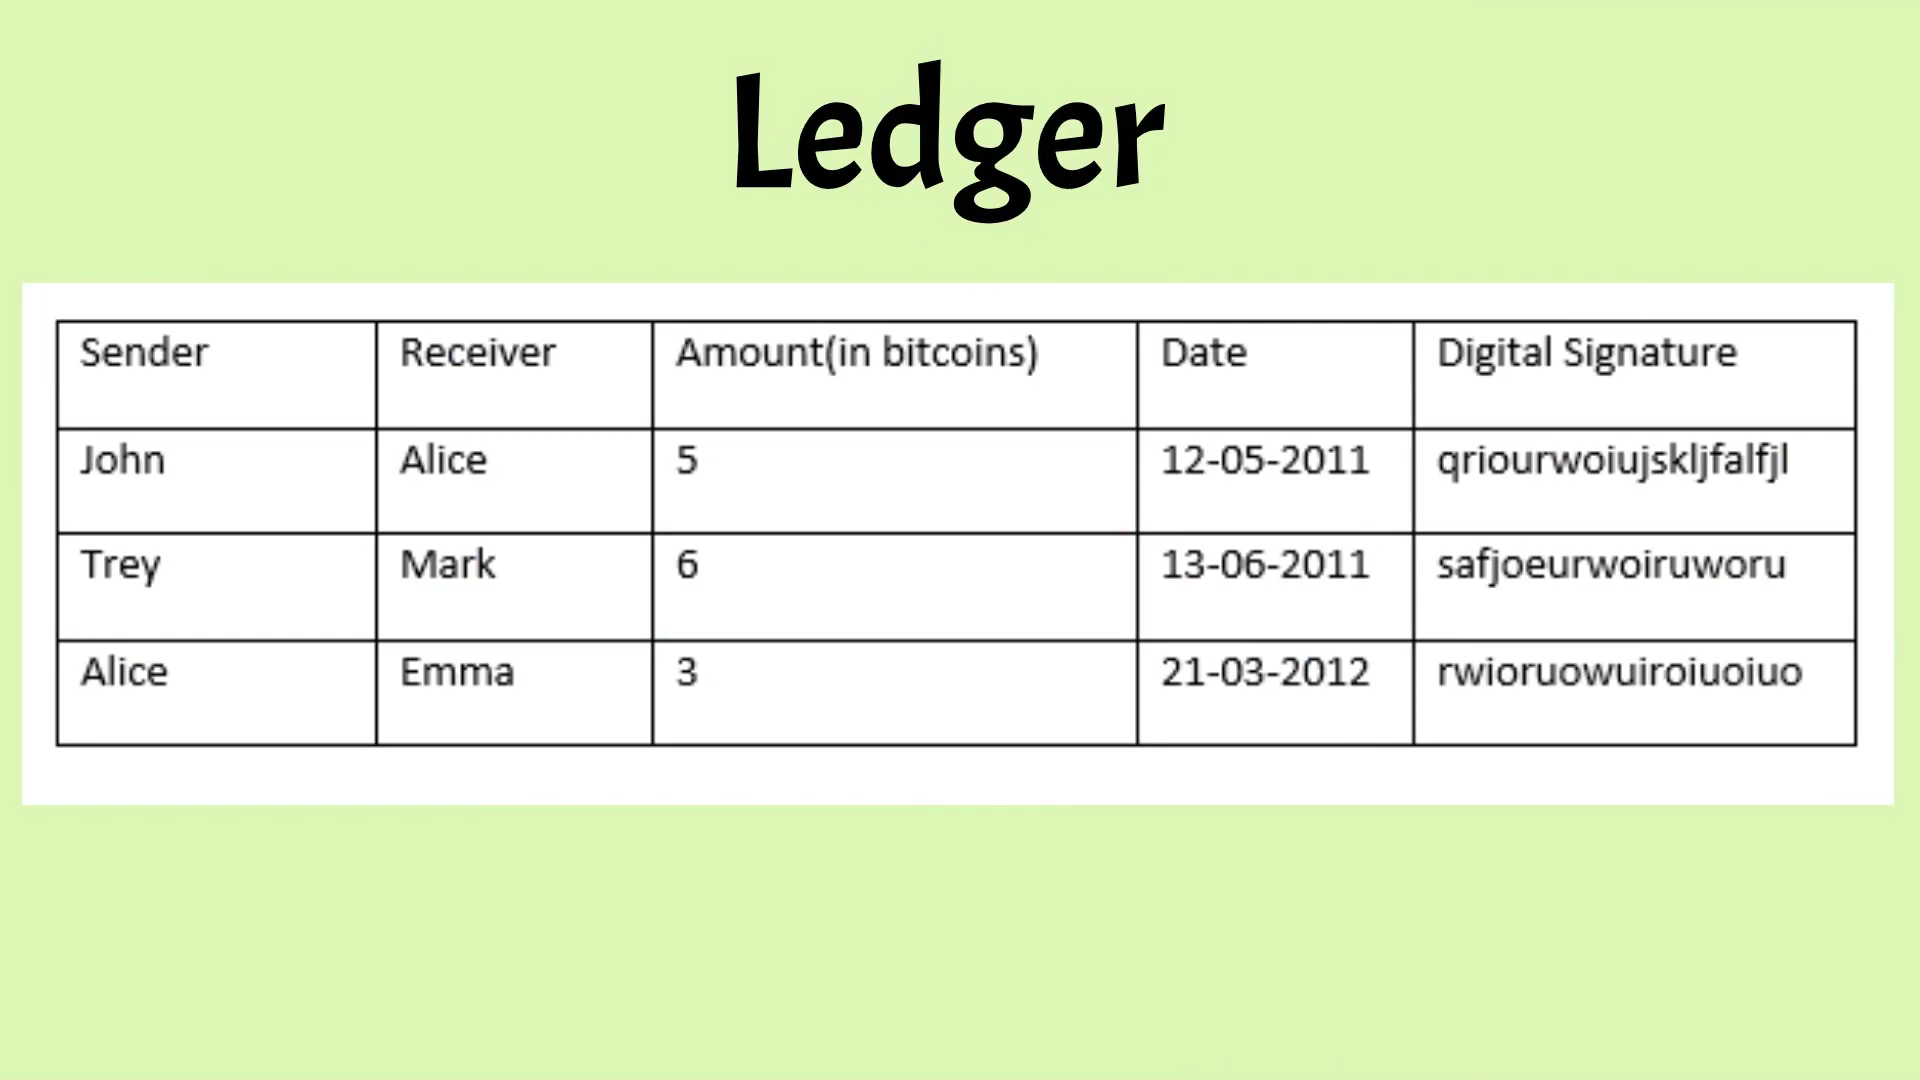 Ledger
Sender Receiver Amount(in bitcoins) Date Digital Signature
John Alice 5 12-05-2011 qriourwoiujskljfalfjl
Trey Mark 6 13-06-2011 safjoeurwoiruworu
Alice Emma 3 21-03-2012 rwioruowuiroiuoiuo